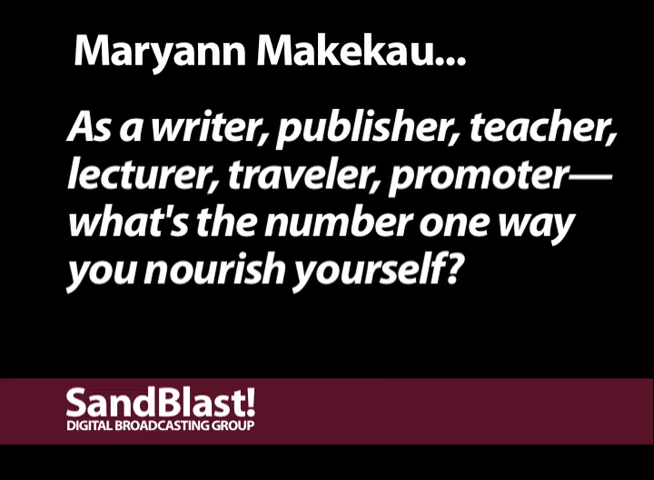 Maryann Makekau...
As a writer, publisher, teacher,
lecturer, traveler, promoter—
what's the number one way
you nourish yourself?
SandBlast!
DIGITAL BROADCASTING GROUP